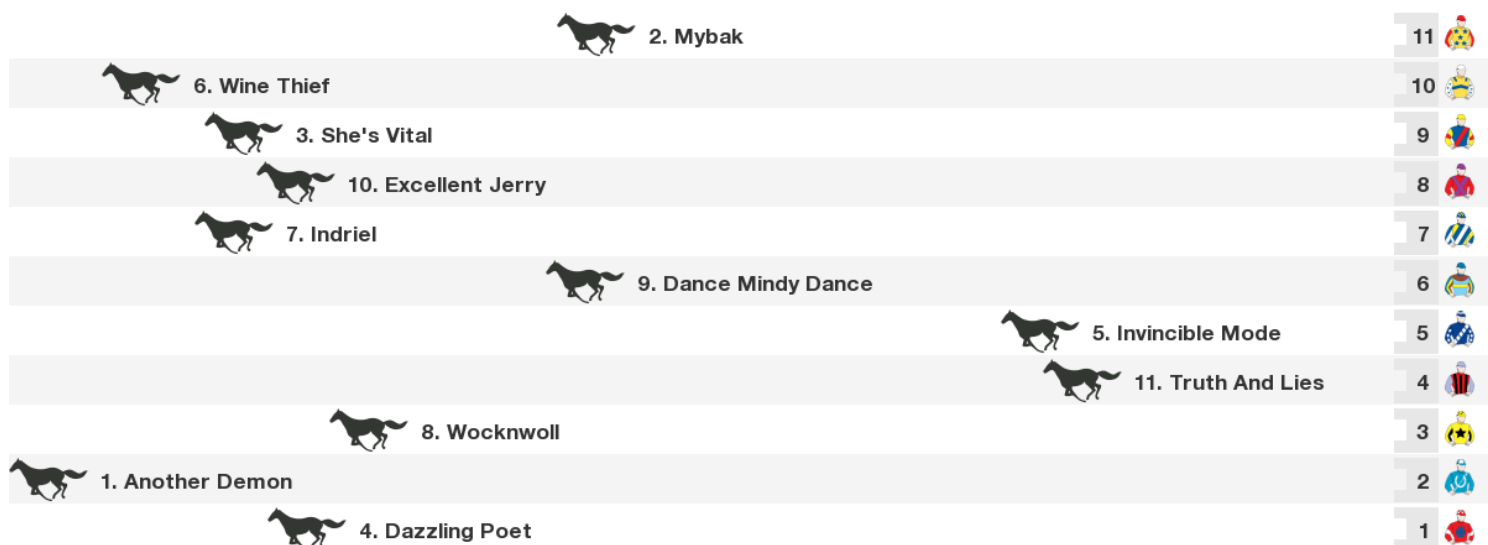 2. Mybak 11
6. Wine Thief 10
3. She's Vital 9
10. Excellent Jerry 8
7. Indriel 7
9. Dance Mindy Dance 6
5. Invincible Mode 5
11. Truth And Lies 4
8. Wocknwoll 3
1. Another Demon 2
4. Dazzling Poet 1